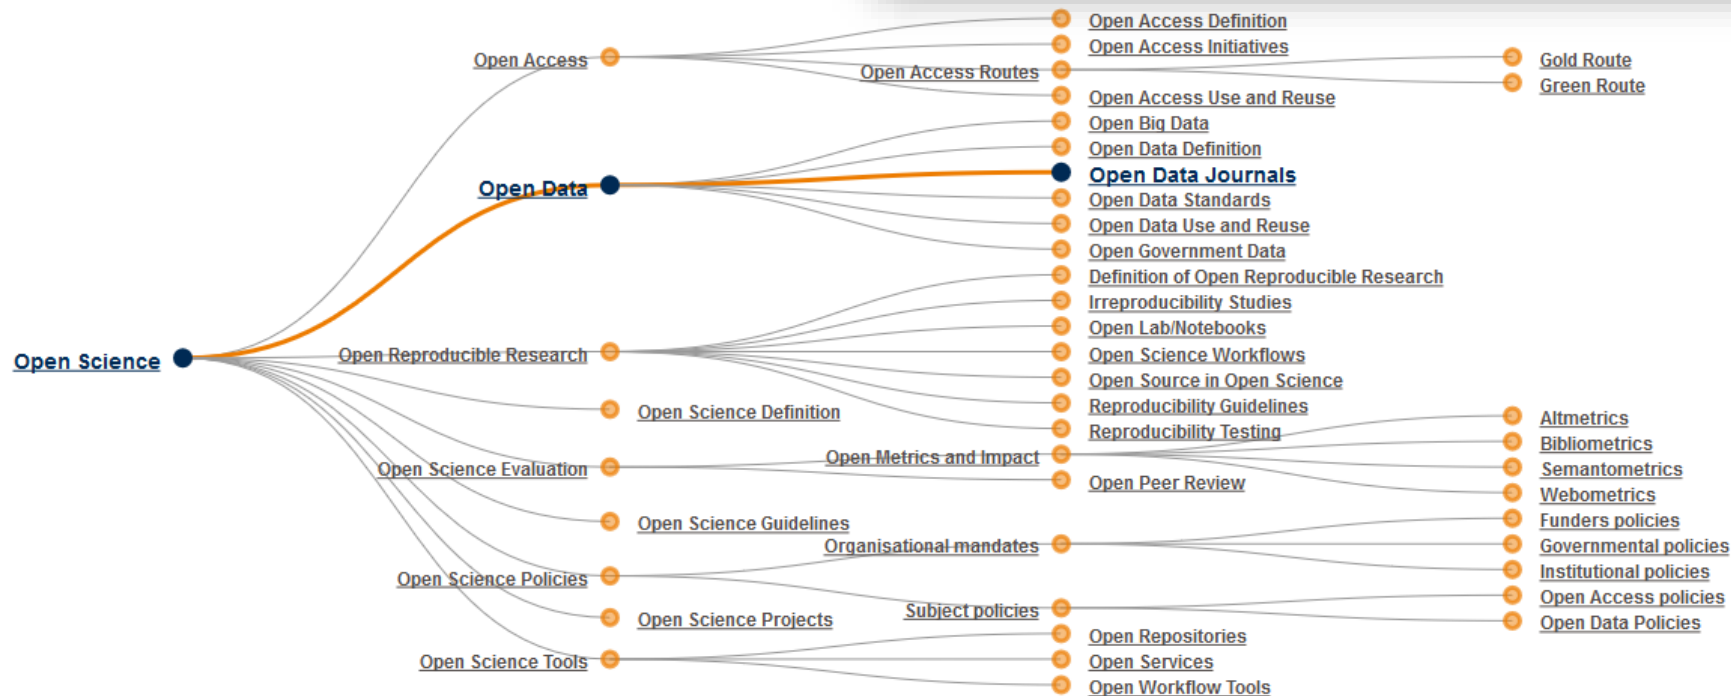 Open Science
Open Access
Open Access Definition
Open Access Initiatives
Open Access Routes
Gold Route
Green Route
Open Access Use and Reuse
Open Data
Open Big Data
Open Data Definition
Open Data Journals
Open Data Standards
Open Data Use and Reuse
Open Government Data
Open Reproducible Research
Definition of Open Reproducible Research
Irreproducibility Studies
Open Lab/Notebooks
Open Science Workflows
Open Source in Open Science
Reproducibility Guidelines
Reproducibility Testing
Open Science Definition
Open Science Evaluation
Open Metrics and Impact
Altmetrics
Bibliometrics
Semantometrics
Webometrics
Open Peer Review
Open Science Guidelines
Open Science Policies
Organisational mandates
Funders policies
Governmental policies
Institutional policies
Subject policies
Open Access policies
Open Data Policies
Open Science Projects
Open Science Tools
Open Repositories
Open Services
Open Workflow Tools